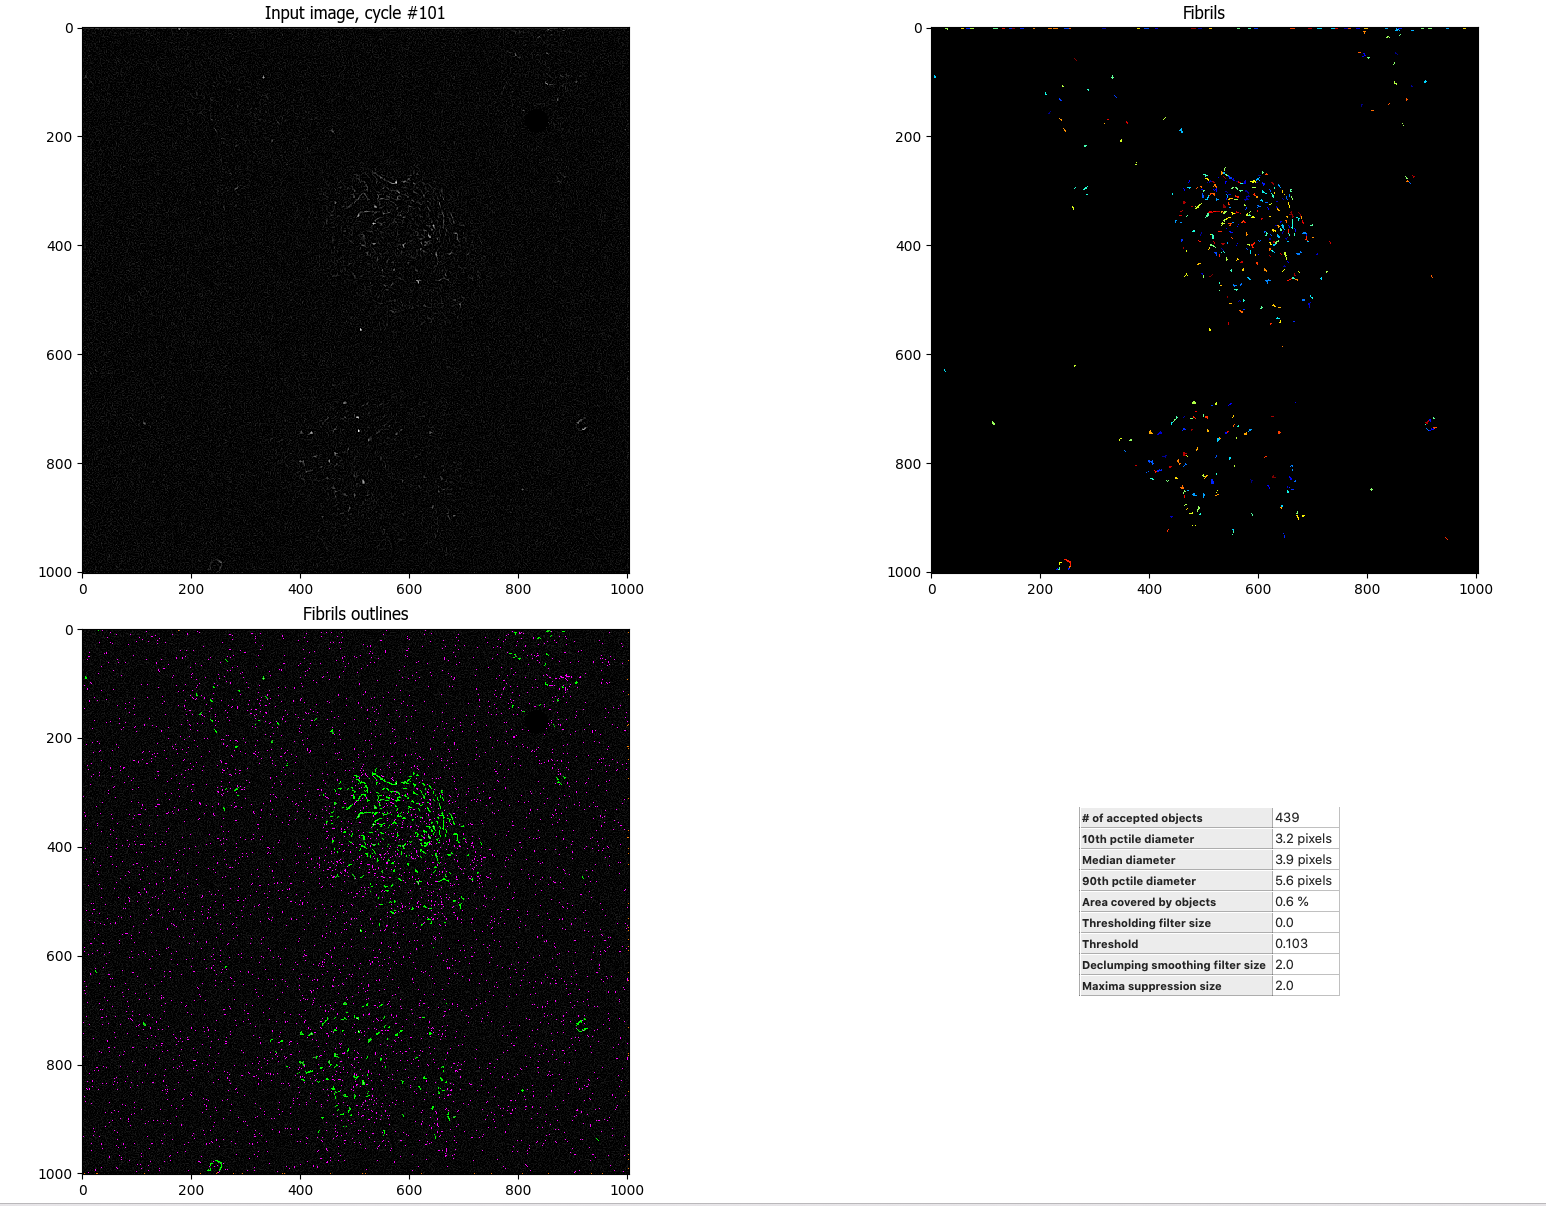 Input image, cycle #101
0
200
400
600
800
1000
0 200 400 600 800 1000
Fibrils
0
200
400
600
800
1000
0 200 400 600 800 1000
Fibrils outlines
0
200
400
600
800
1000
0 200 400 600 800 1000
# of accepted objects 439
10th pctile diameter 3.2 pixels
Median diameter 3.9 pixels
90th pctile diameter 5.6 pixels
Area covered by objects 0.6 %
Thresholding filter size 0.0
Threshold 0.103
Declumping smoothing filter size 2.0
Maxima suppression size 2.0